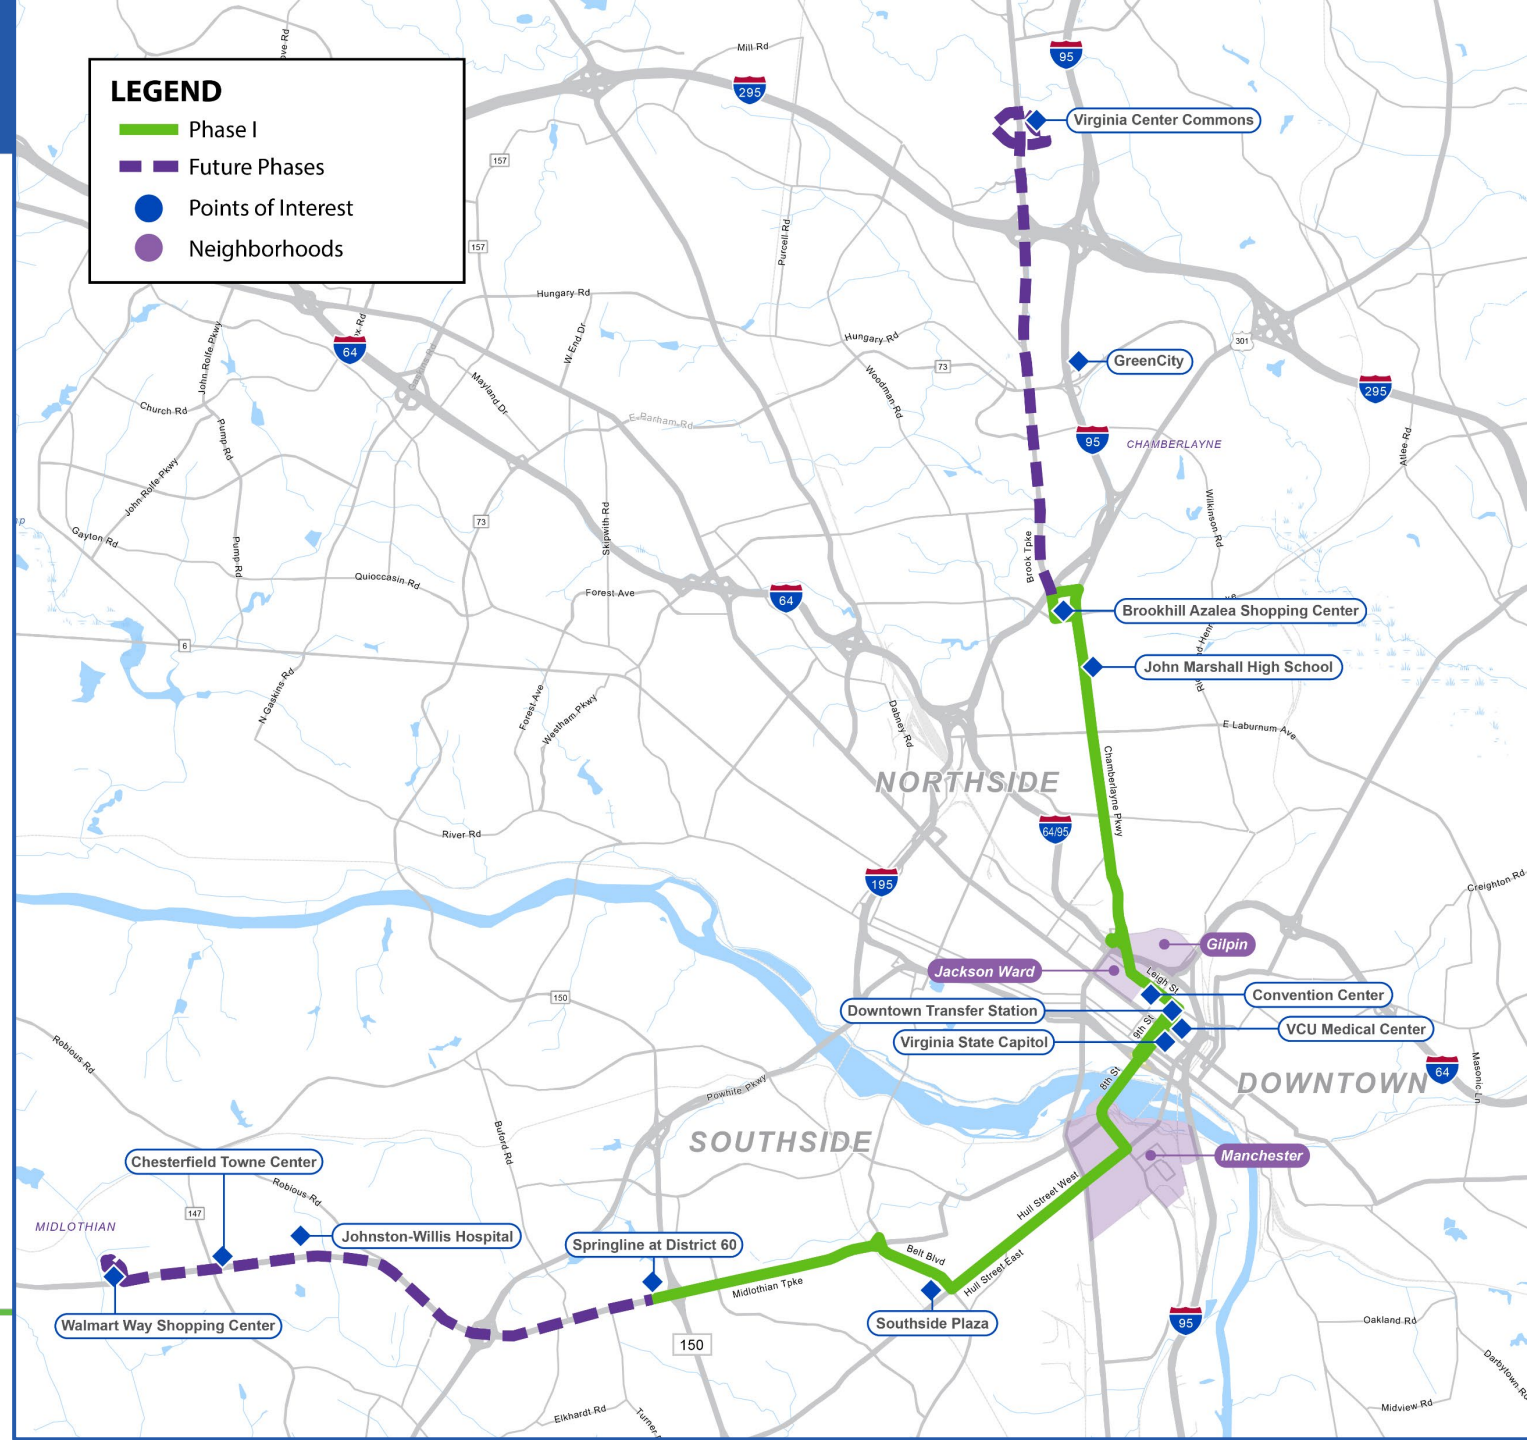 LEGEND
Phase I
Future Phases
Points of Interest
Neighborhoods
Mill Rd
295
95
Virginia Center Commons
157
157
Purcell Rd
Hungary Rd
John Rolfe Pkwy
64
W End Dr
Hungary Rd
301
GreenCity
73
295
Mayland Dr
Woodman Rd
Church Rd
E Parham Rd
Pump Rd
95
CHAMBERLAYNE
Atlee Rd
John Rolfe Pkwy
Wilkinson Rd
73
Skipwith Rd
Gayton Rd
Pump Rd
Brook Tpke
Quioccasin Rd
Forest Ave
64
Brookhill Azalea Shopping Center
6
John Marshall High School
N Gaskins Rd
Forest Ave
Westham Pkwy
Dabney Rd
E Laburnum Ave
NORTHSIDE
Chamberlayne Pkwy
River Rd
64/95
195
Creighton Rd
Gilpin
Jackson Ward
Leigh St
Convention Center
150
Downtown Transfer Station
9th St
VCU Medical Center
Virginia State Capitol
Robious Rd
8th St
64
Masonic Ln
DOWNTOWN
Powhite Pkwy
SOUTHSIDE
Buford Rd
Manchester
Chesterfield Towne Center
Robious Rd
Hull Street West
147
MIDLOTHIAN
Johnston-Willis Hospital
Springline at District 60
Belt Blvd
Hull Street East
Midlothian Tpke
Walmart Way Shopping Center
Southside Plaza
95
Oakland Rd
150
Darbytown Rd
Midview Rd
Elkhardt Rd